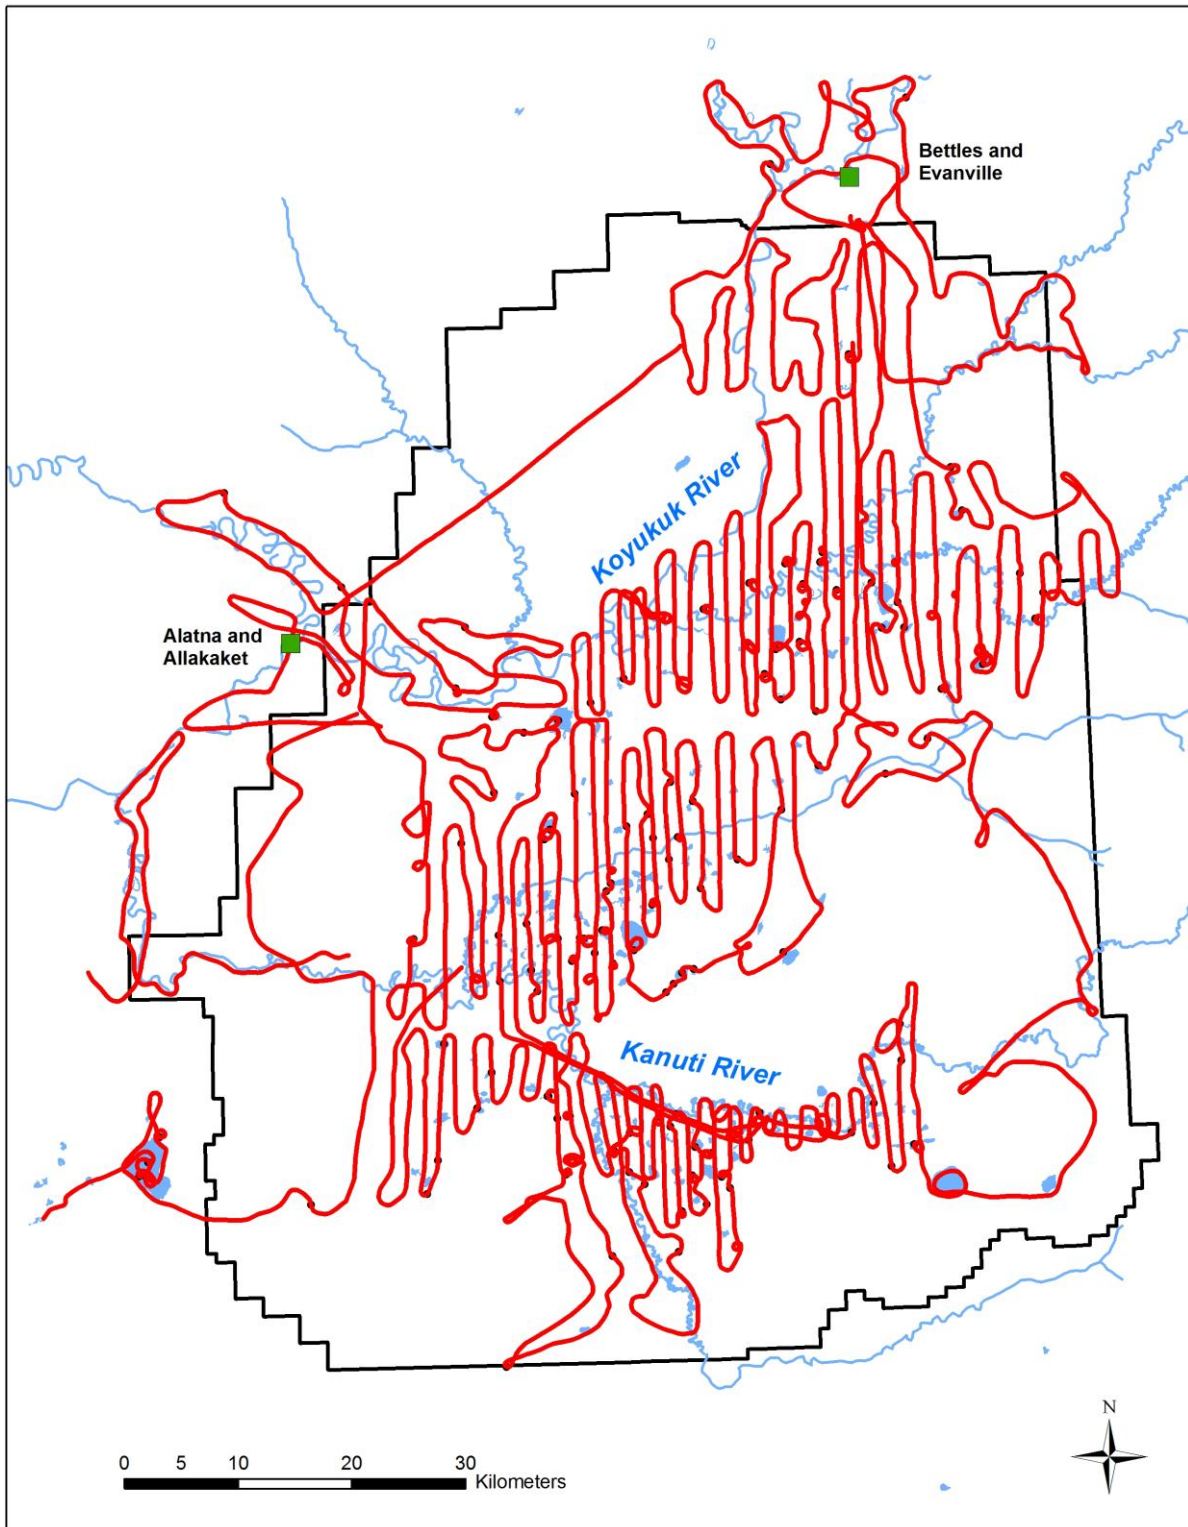 Bettles and
Evanville
Koyukuk River
Alatna and
Allakaket
Kanuti River
N
0 5 10 20 30
Kilometers